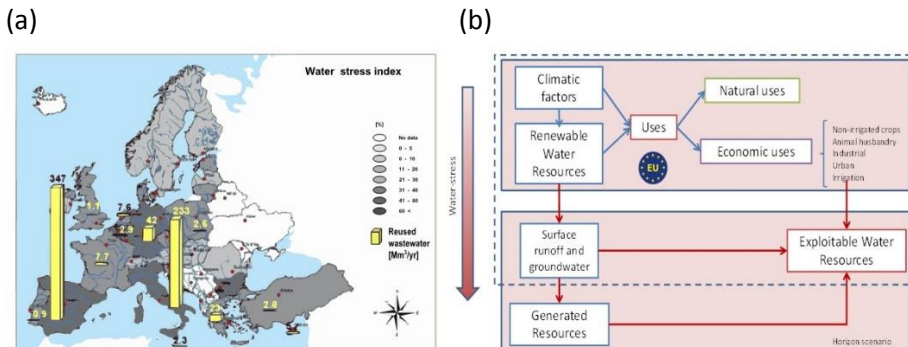 (a)
Water stress index
[%]
No data
0 - 5
6 - 10
11 - 20
21 - 30
31 - 40
41 - 60
60 <
Reused
wastewater
[Mm³/yr]
347
1.1
7.6
2.9
42
233
2.6
7.7
0.9
23
2.8
2.3
(b)
Water-stress
Climatic
factors
Renewable
Water
Resources
Uses
EU
Natural uses
Economic uses
Non-irrigated crops
Animal husbandry
Industrial
Urban
Irrigation
Surface
runoff and
groundwater
Exploitable Water
Resources
Generated
Resources
Horizon scenario